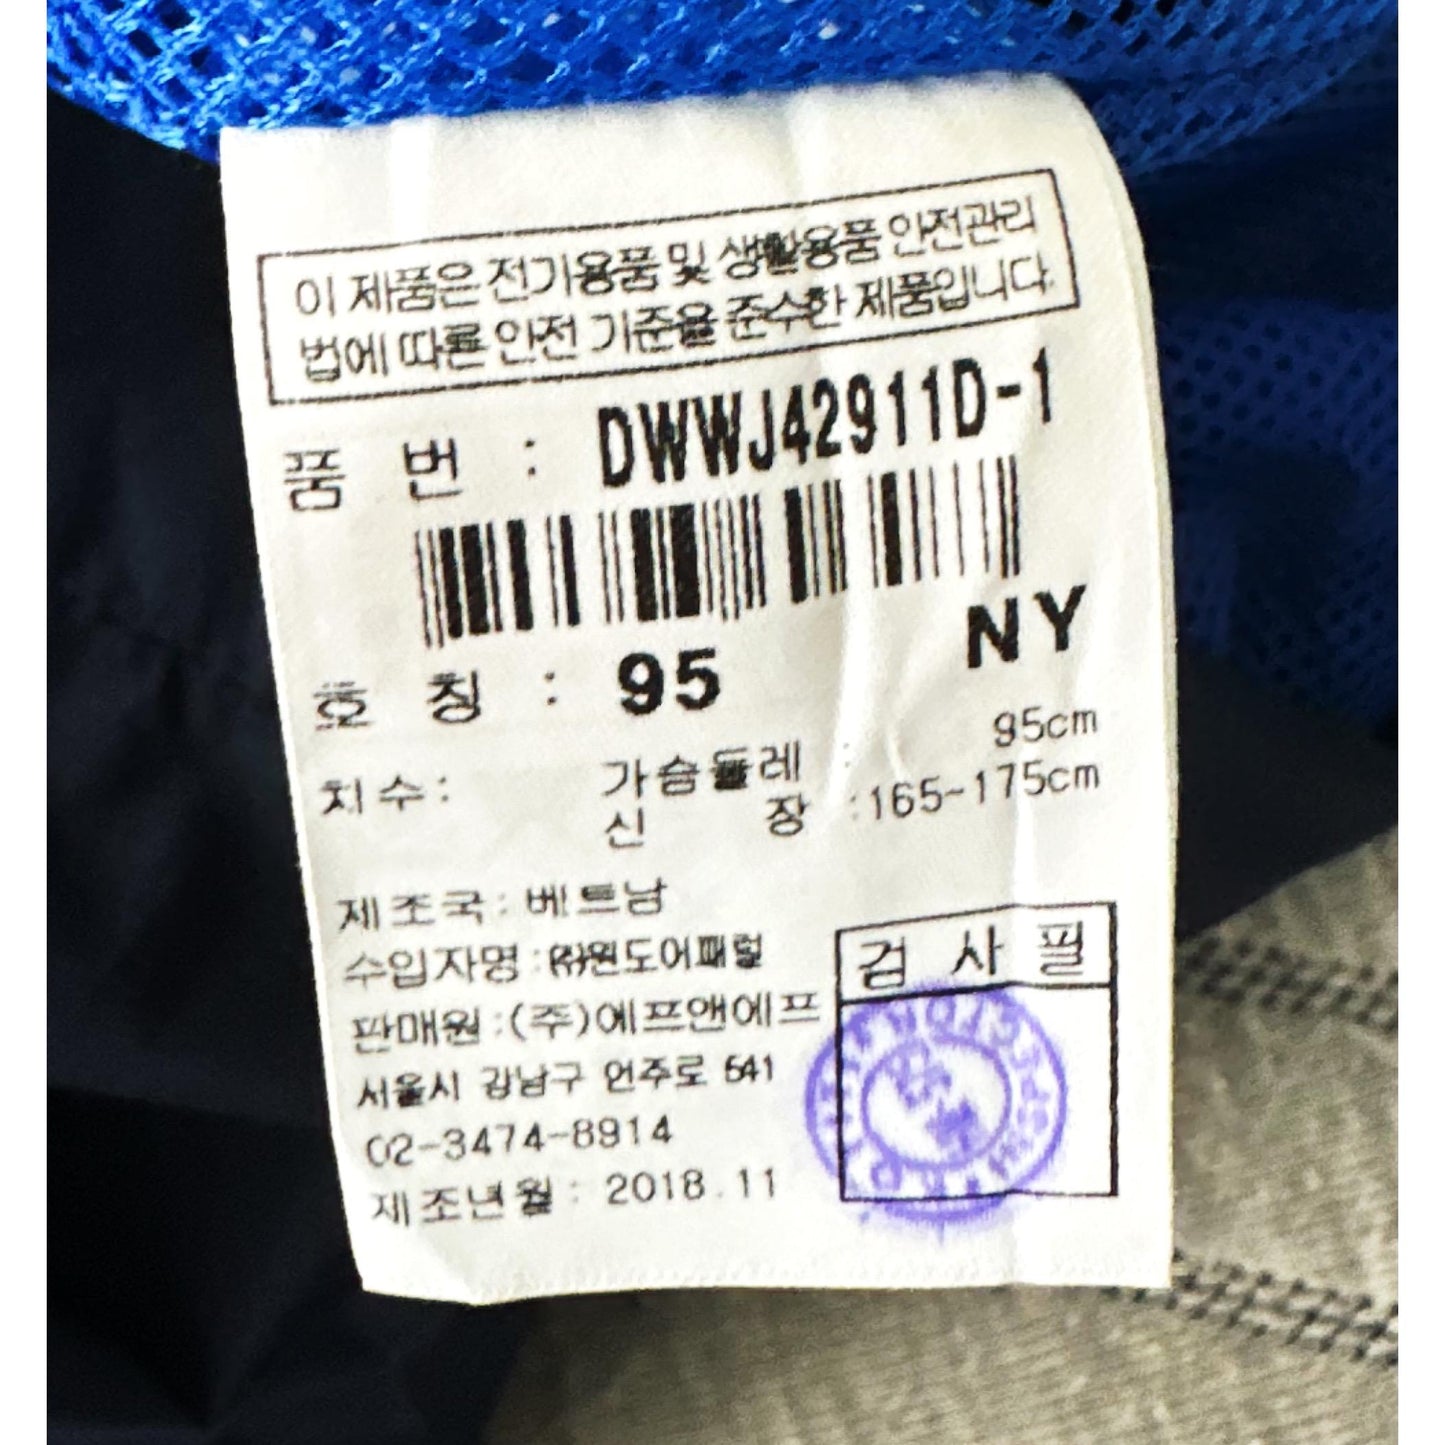 이 제품은 전기용품 및 생활용품 안전관리
법에 따른 안전 기준을 준수한 제품입니다.
품 번 : DWWJ42911D-1
NY
호 칭 : 95
치 수 : 가슴둘레 : 95cm
신 장 : 165-175cm
제 조 국 : 베트남
수입자명 : (주)윈도어패럴
판매원 : (주)에프앤에프
서울시 강남구 언주로 541
02-3474-8914
제 조 년 월 : 2018.11
검 사 필